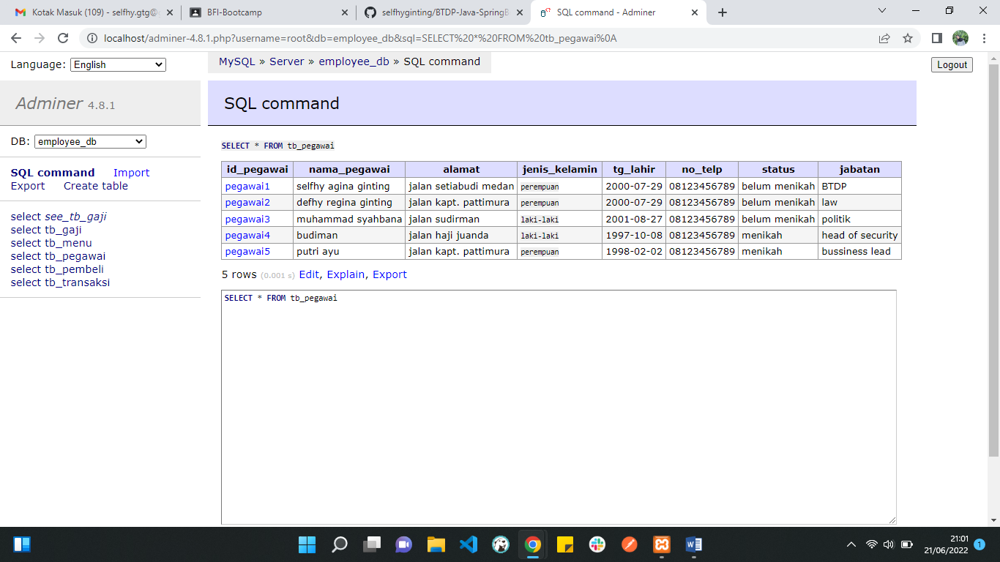 Kotak Masuk (109) - selfhy.gtg@g
BFI-Bootcamp
selfhyginting/BTDP-Java-SpringB
SQL command - Adminer
localhost/adminer-4.8.1.php?username=root&db=employee_db&sql=SELECT%20*%20FROM%20tb_pegawai%0A
Language: English
MySQL » Server » employee_db » SQL command
Logout
Adminer 4.8.1
SQL command
DB: employee_db
SQL command Import
Export Create table
select see_tb_gaji
select tb_gaji
select tb_menu
select tb_pegawai
select tb_pembeli
select tb_transaksi
SELECT * FROM tb_pegawai
id_pegawai nama_pegawai alamat jenis_kelamin tg_lahir no_telp status jabatan
pegawai1 selfhy agina ginting jalan setiabudi medan perempuan 2000-07-29 08123456789 belum menikah BTDP
pegawai2 defhy regina ginting jalan kapt. pattimura perempuan 2000-07-29 08123456789 belum menikah law
pegawai3 muhammad syahbana jalan sudirman laki-laki 2001-08-27 08123456789 belum menikah politik
pegawai4 budiman jalan haji juanda laki-laki 1997-10-08 08123456789 menikah head of security
pegawai5 putri ayu jalan kapt. pattimura perempuan 1998-02-02 08123456789 menikah bussiness lead
5 rows (0.001 s) Edit, Explain, Export
SELECT * FROM tb_pegawai
21:01
21/06/2022
1